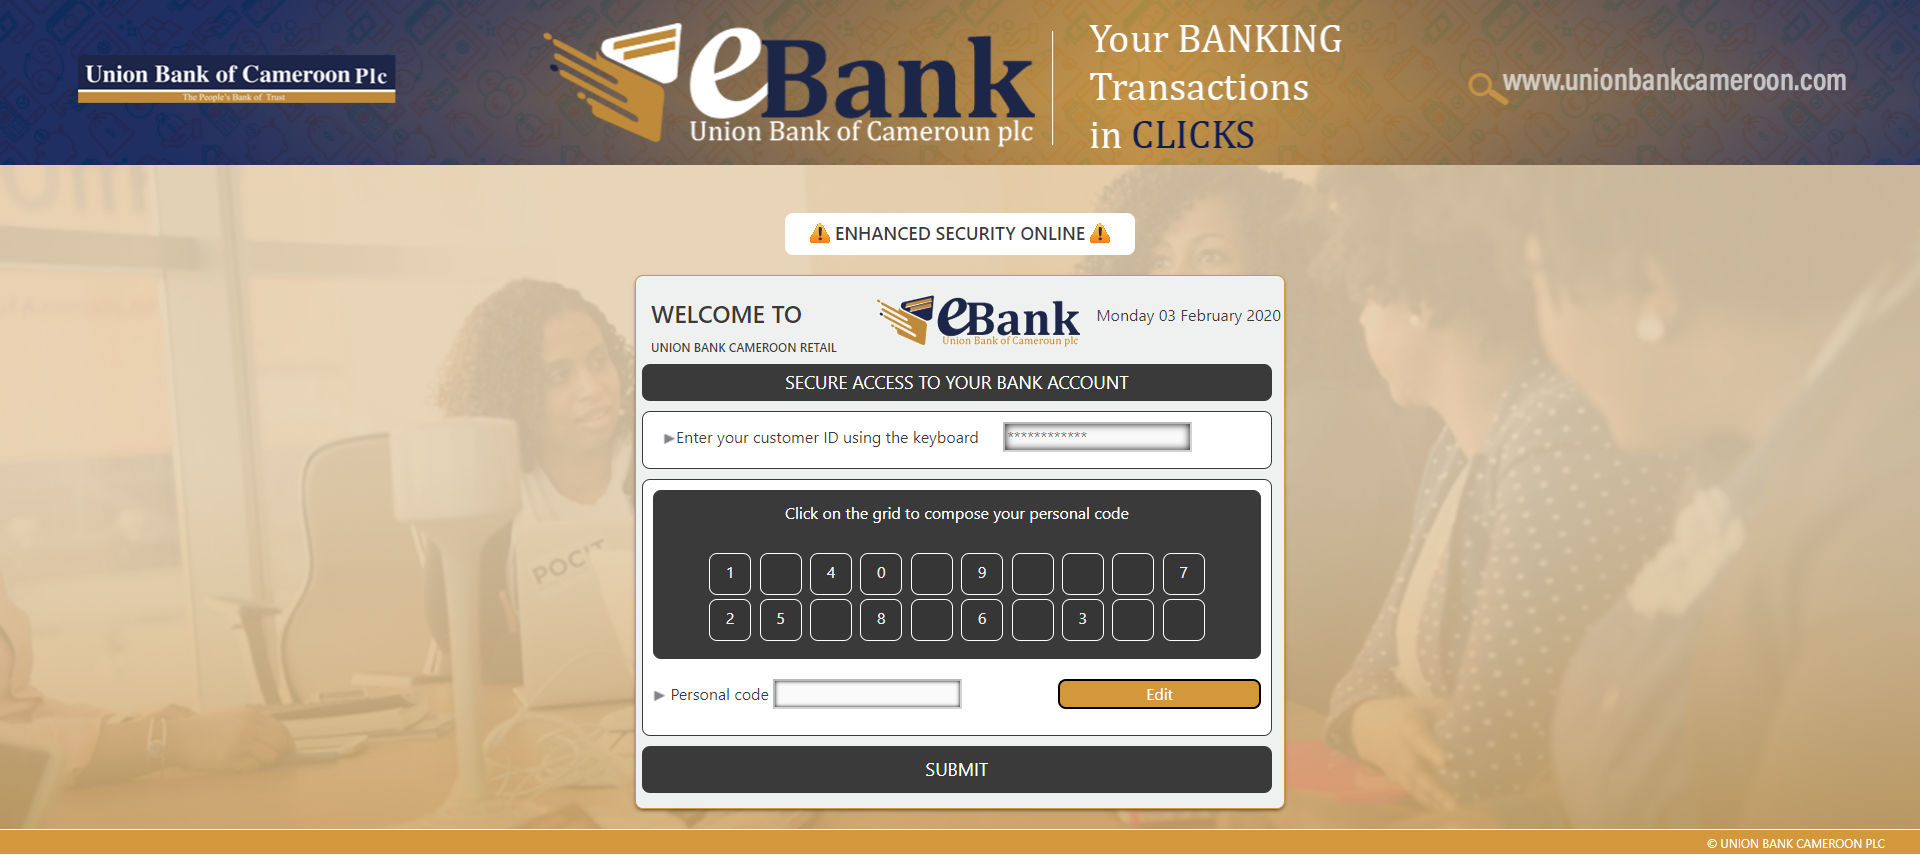 Union Bank of Cameroon Plc
The People's Bank of Trust
eBank
Union Bank of Cameroun plc
Your BANKING
Transactions
in CLICKS
www.unionbankcameroon.com
ENHANCED SECURITY ONLINE
WELCOME TO
UNION BANK CAMEROON RETAIL
eBank
Union Bank of Cameroun plc
Monday 03 February 2020
SECURE ACCESS TO YOUR BANK ACCOUNT
Enter your customer ID using the keyboard
************
Click on the grid to compose your personal code
1 4 0 9 7
2 5 8 6 3
Personal code
Edit
SUBMIT
POC'T
© UNION BANK CAMEROON PLC